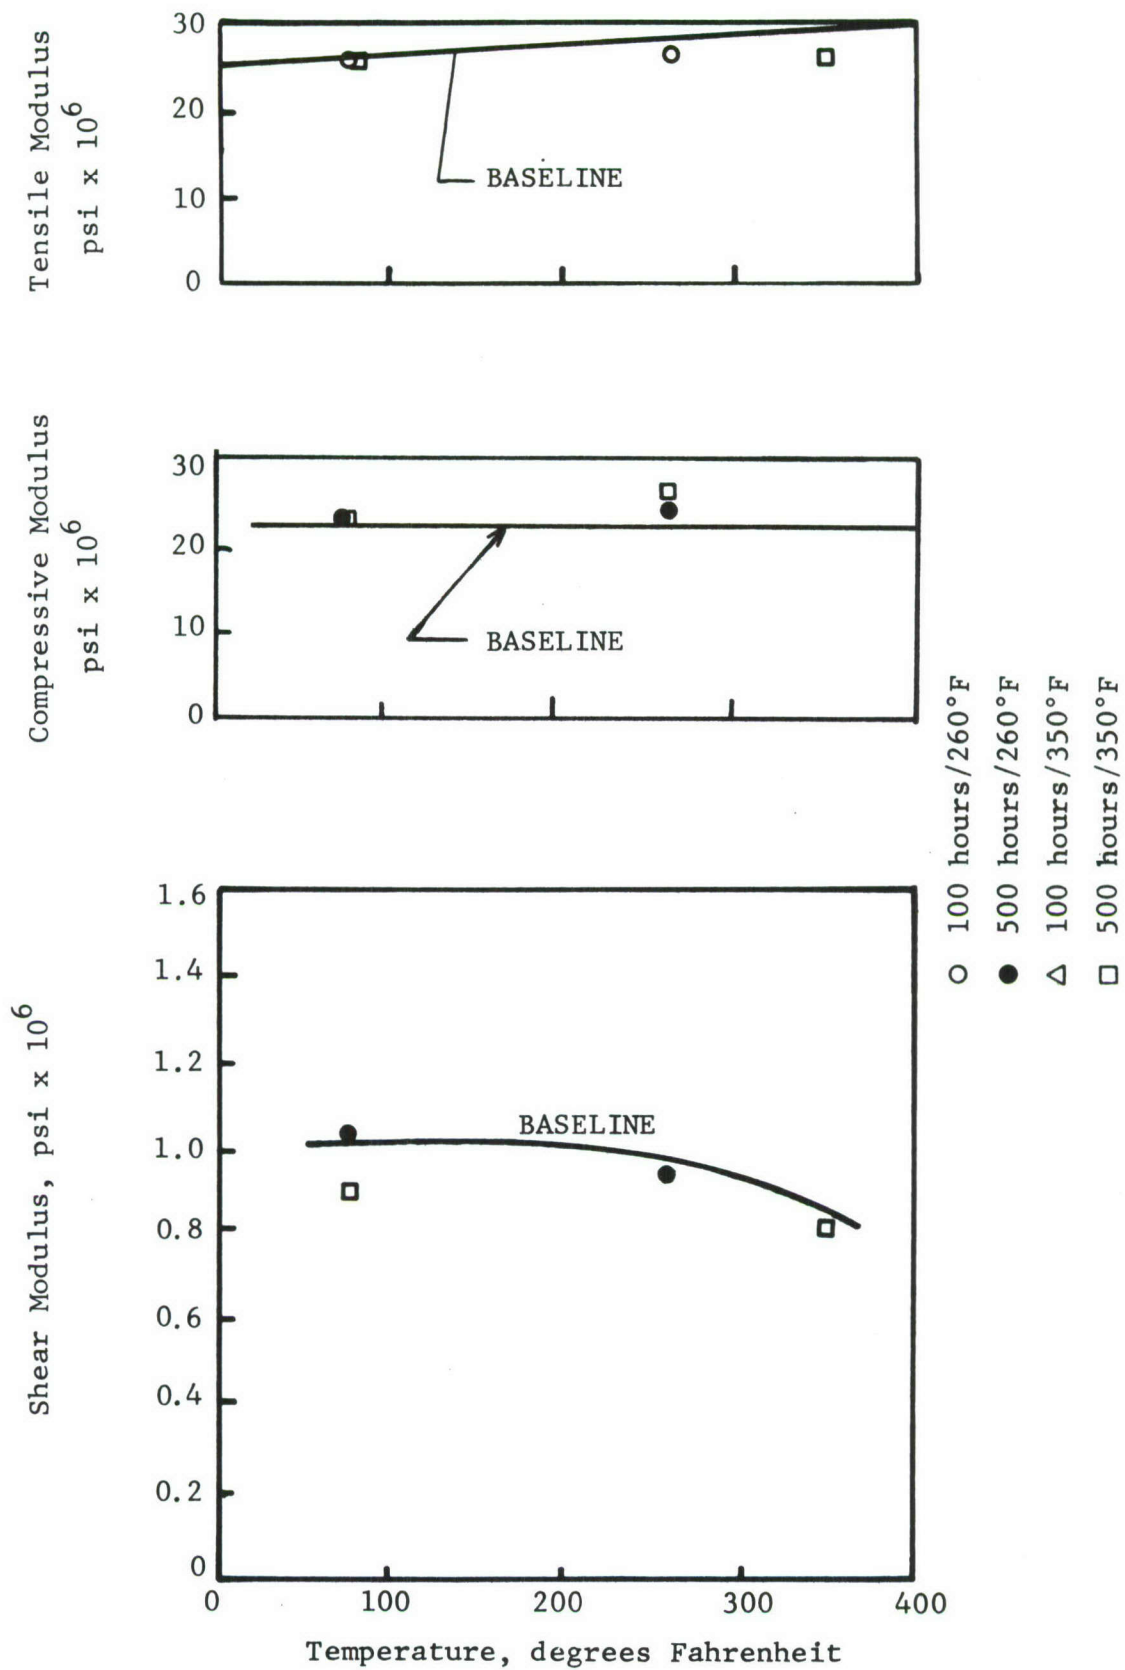 Tensile Modulus
psi x 10^6
30
20
10
0
BASELINE
Compressive Modulus
psi x 10^6
30
20
10
0
BASELINE
○ 100 hours/260°F
● 500 hours/260°F
△ 100 hours/350°F
□ 500 hours/350°F
Shear Modulus, psi x 10^6
1.6
1.4
1.2
1.0
0.8
0.6
0.4
0.2
0
BASELINE
0 100 200 300 400
Temperature, degrees Fahrenheit